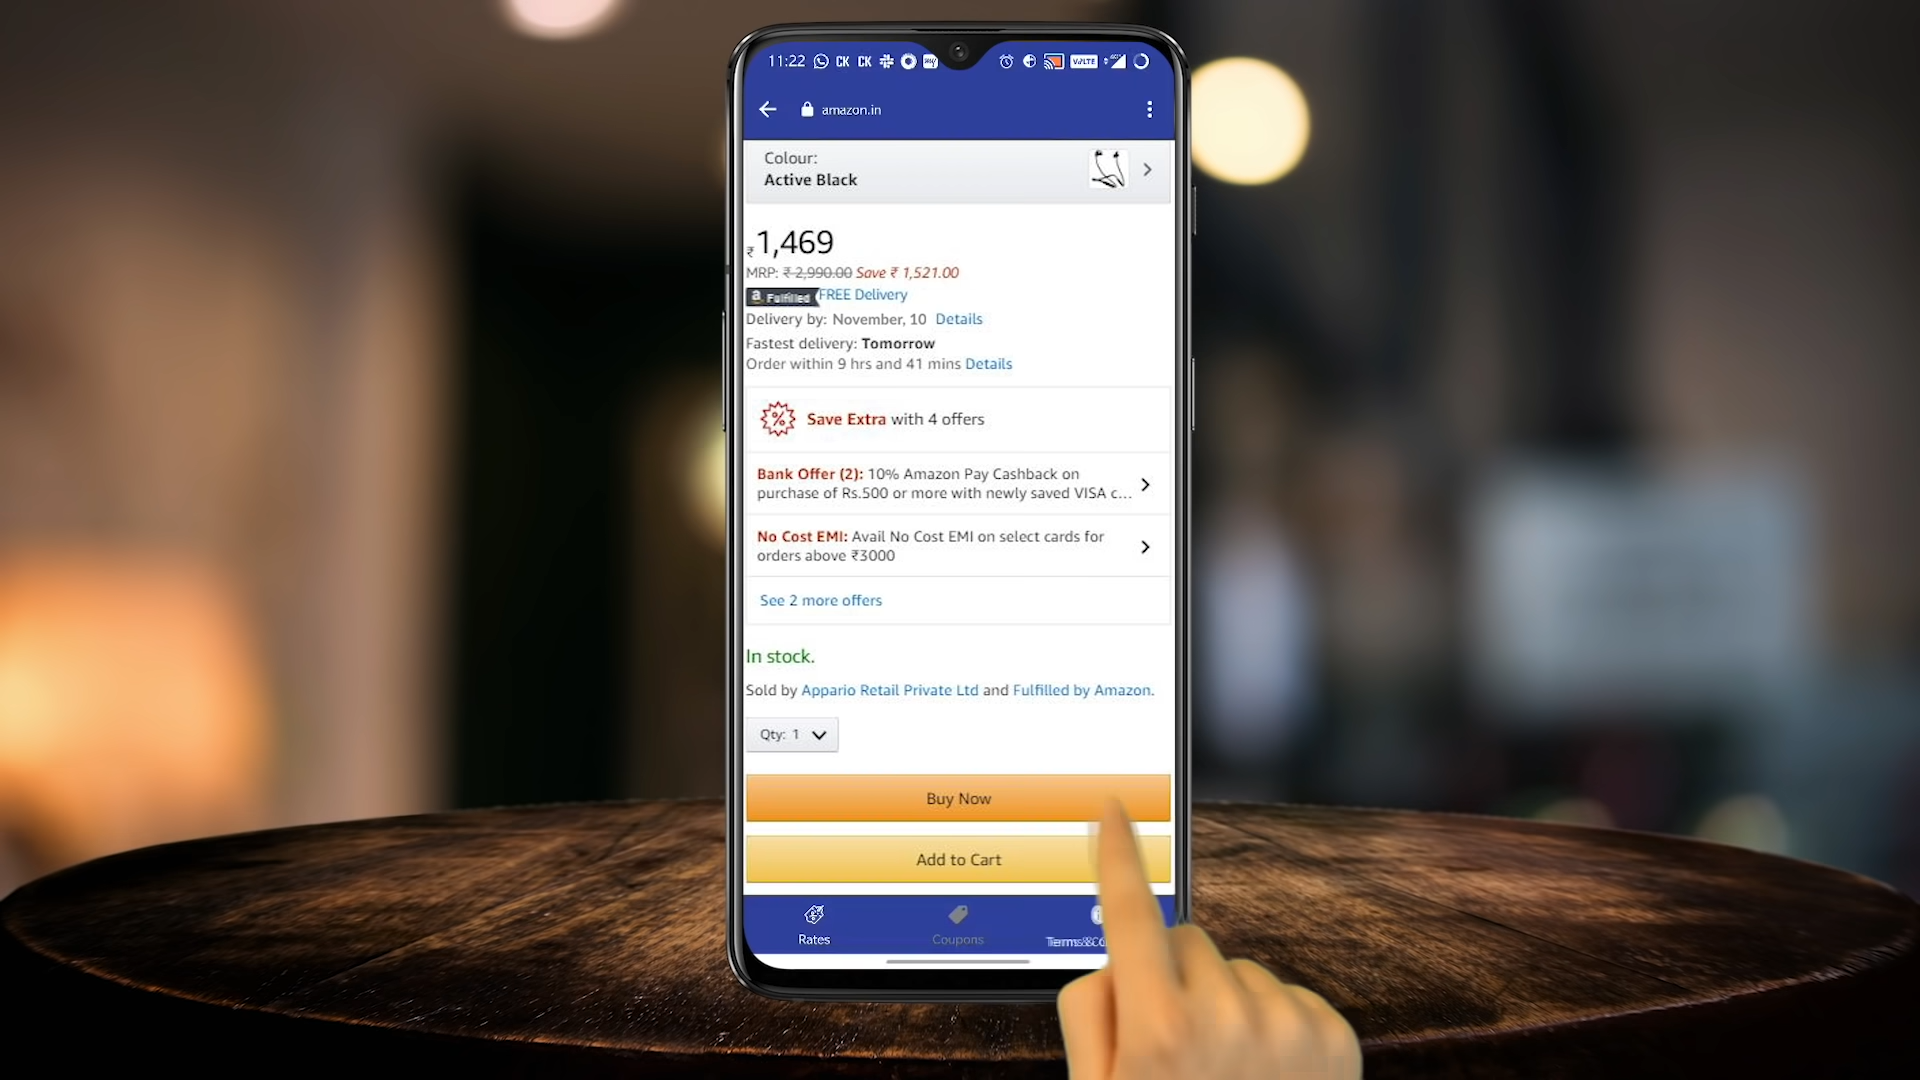 11:22 CK CK VoLTE
amazon.in
Colour:
Active Black
₹1,469
MRP: ₹ 2,990.00 Save ₹ 1,521.00
a Fulfilled FREE Delivery
Delivery by: November, 10 Details
Fastest delivery: Tomorrow
Order within 9 hrs and 41 mins Details
% Save Extra with 4 offers
Bank Offer (2): 10% Amazon Pay Cashback on
purchase of Rs.500 or more with newly saved VISA c...
No Cost EMI: Avail No Cost EMI on select cards for
orders above ₹3000
See 2 more offers
In stock.
Sold by Appario Retail Private Ltd and Fulfilled by Amazon.
Qty: 1
Buy Now
Add to Cart
Rates Coupons Terms&Co